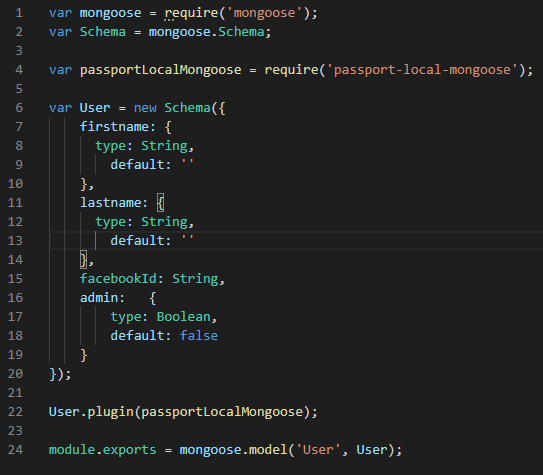 1 var mongoose = require('mongoose');
2 var Schema = mongoose.Schema;
3
4 var passportLocalMongoose = require('passport-local-mongoose');
5
6 var User = new Schema({
7     firstname: {
8       type: String,
9         default: ''
10     },
11     lastname: {
12       type: String,
13         default: ''
14     },
15     facebookId: String,
16     admin:   {
17         type: Boolean,
18         default: false
19     }
20 });
21
22 User.plugin(passportLocalMongoose);
23
24 module.exports = mongoose.model('User', User);